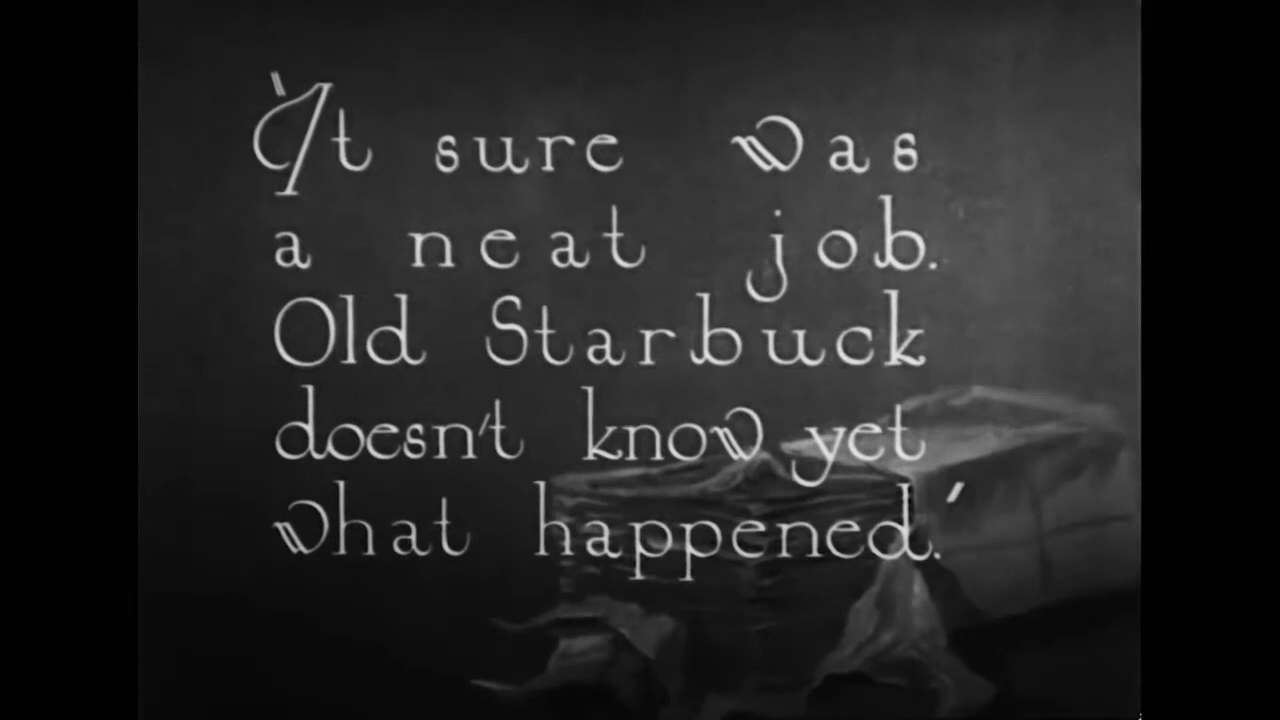 'It sure was
a neat job.
Old Starbuck
doesn't know yet
what happened.'